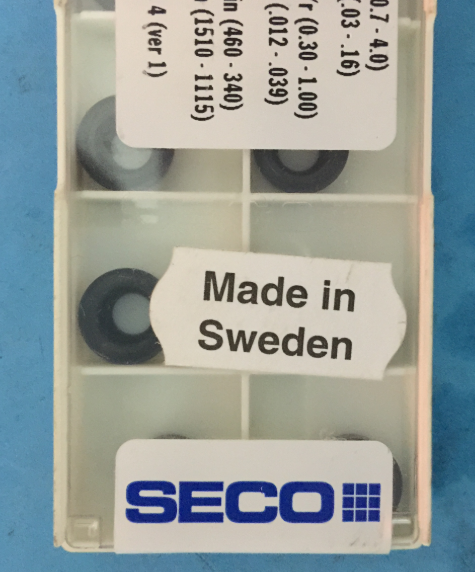 0.7 - 4.0)
(.03 - .16)
r (0.30 - 1.00)
(.012 - .039)
in (460 - 340)
(1510 - 1115)
4 (ver 1)
Made in
Sweden
SECO